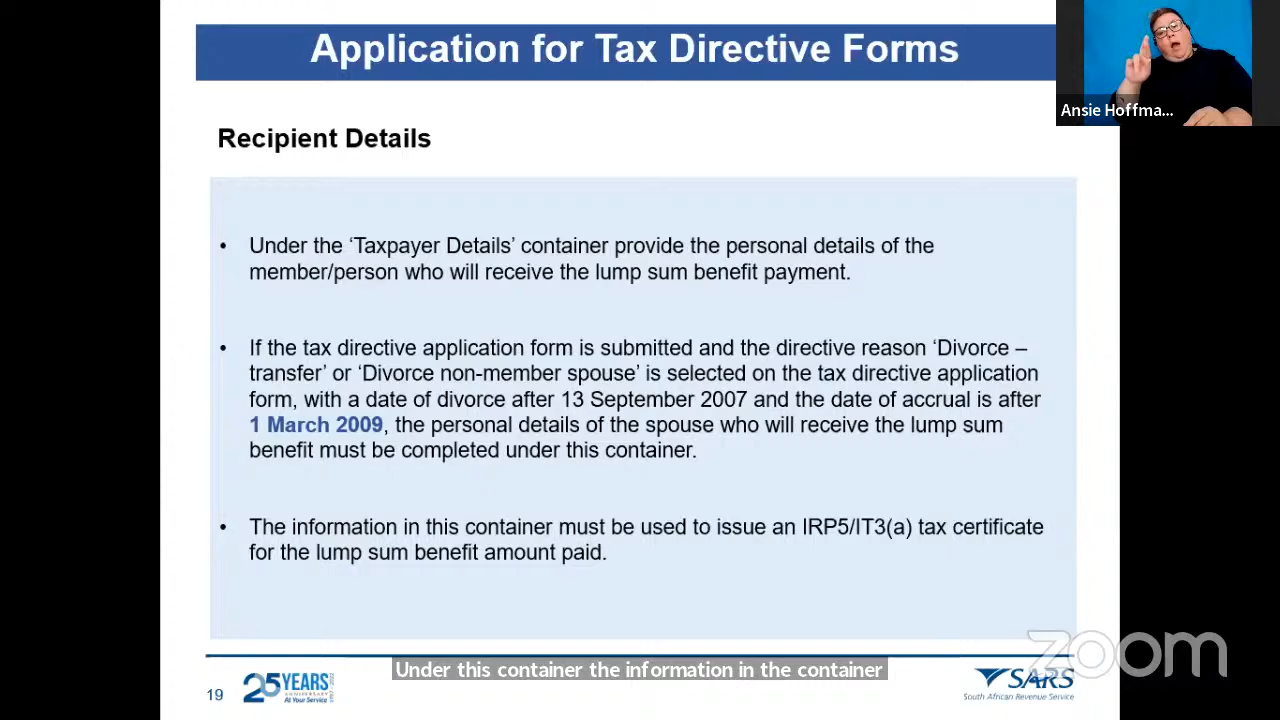 Application for Tax Directive Forms
Ansie Hoffma...
Recipient Details
• Under the ‘Taxpayer Details’ container provide the personal details of the
member/person who will receive the lump sum benefit payment.
• If the tax directive application form is submitted and the directive reason ‘Divorce –
transfer’ or ‘Divorce non-member spouse’ is selected on the tax directive application
form, with a date of divorce after 13 September 2007 and the date of accrual is after
1 March 2009, the personal details of the spouse who will receive the lump sum
benefit must be completed under this container.
• The information in this container must be used to issue an IRP5/IT3(a) tax certificate
for the lump sum benefit amount paid.
Under this container the information in the container
19
25 YEARS
ANNIVERSARY
At Your Service
SARS
South African Revenue Service
zoom